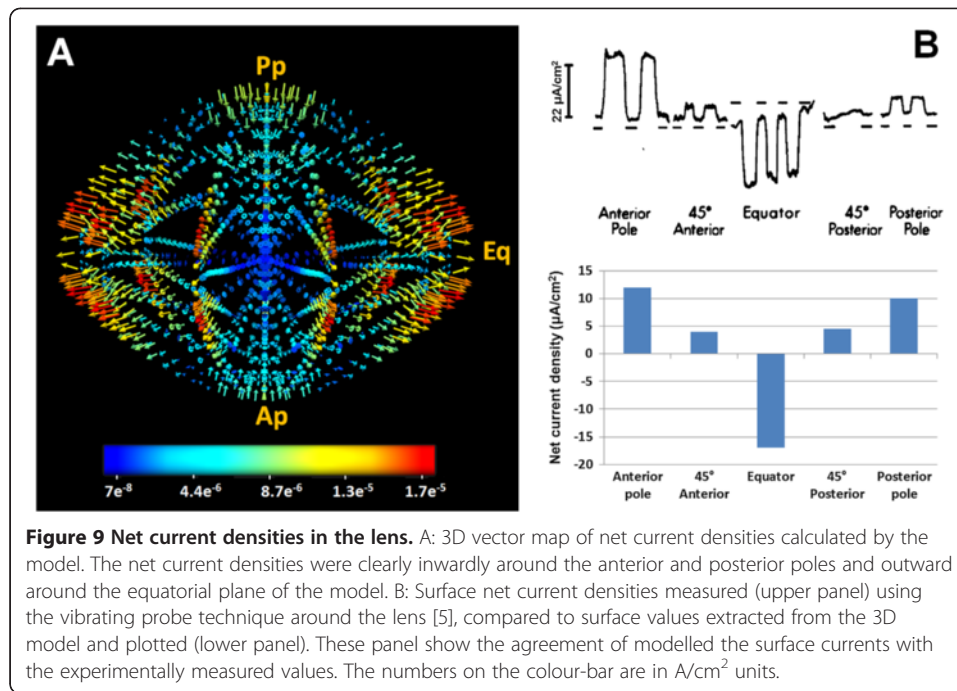 A
Pp
Eq
Ap
7e-8 4.4e-6 8.7e-6 1.3e-5 1.7e-5
B
22 µA/cm²
Anterior Pole
45° Anterior
Equator
45° Posterior
Posterior Pole
Net current density (µA/cm²)
15
10
5
0
-5
-10
-15
-20
Anterior pole
45° Anterior
Equator
45° Posterior
Posterior pole
Figure 9 Net current densities in the lens. A: 3D vector map of net current densities calculated by the
model. The net current densities were clearly inwardly around the anterior and posterior poles and outward
around the equatorial plane of the model. B: Surface net current densities measured (upper panel) using
the vibrating probe technique around the lens [5], compared to surface values extracted from the 3D
model and plotted (lower panel). These panel show the agreement of modelled the surface currents with
the experimentally measured values. The numbers on the colour-bar are in A/cm² units.